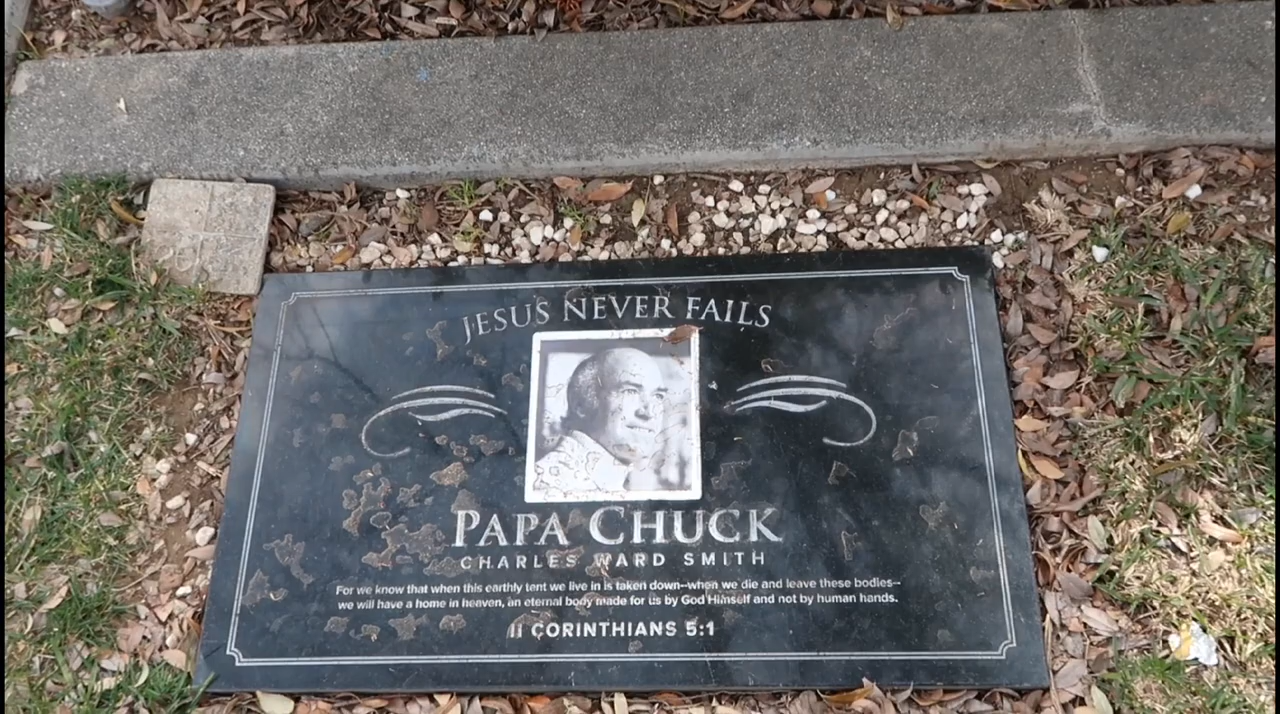 JESUS NEVER FAILS
PAPA CHUCK
CHARLES WARD SMITH
For we know that when this earthly tent we live in is taken down--when we die and leave these bodies--
we will have a home in heaven, an eternal body made for us by God Himself and not by human hands.
II CORINTHIANS 5:1